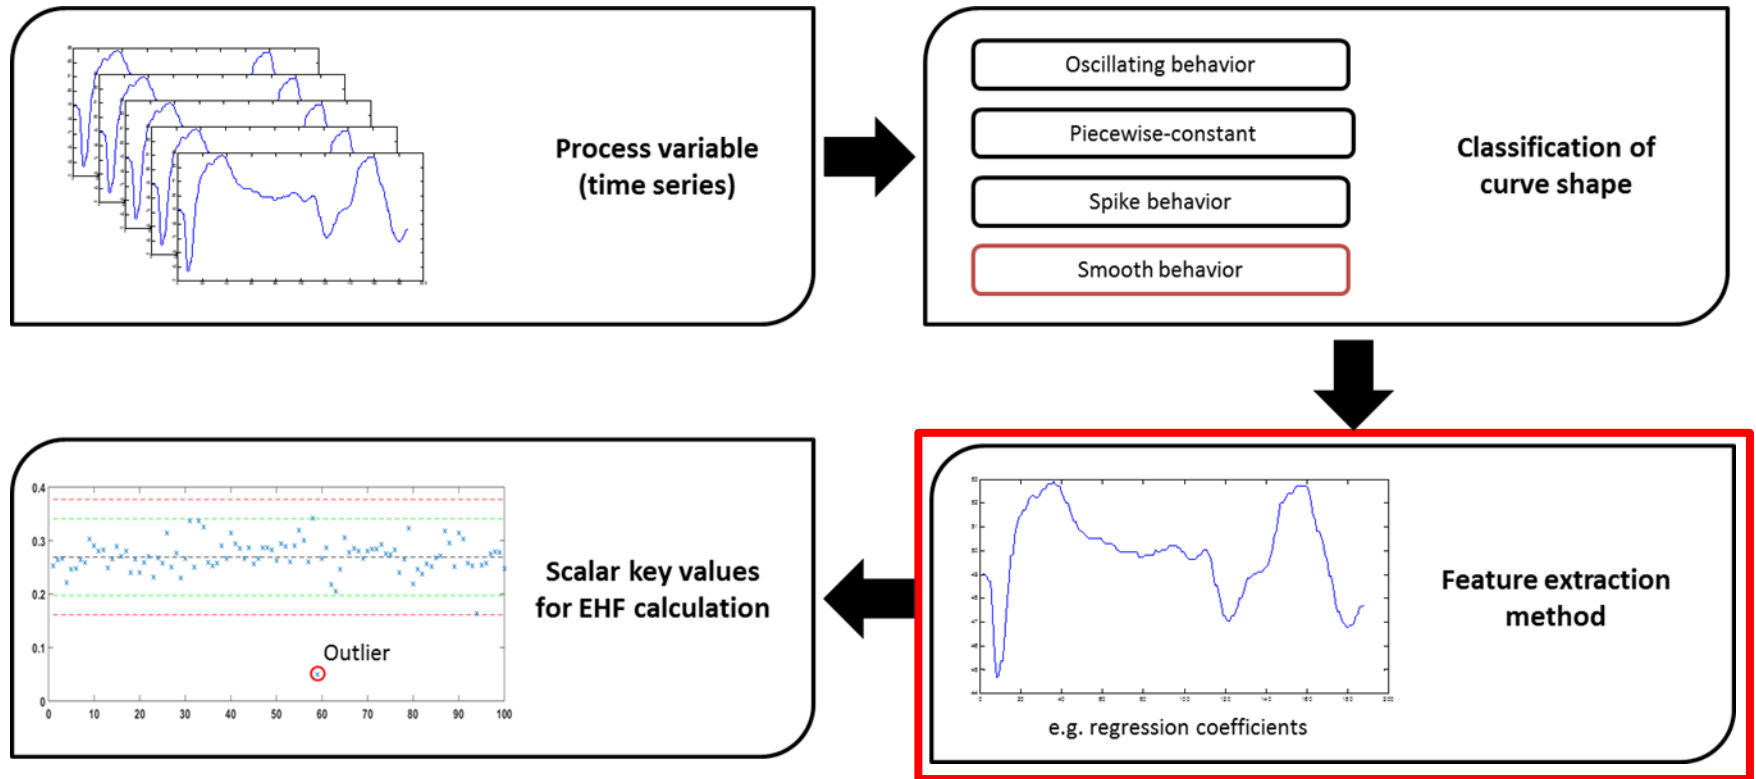 Process variable
(time series)
Oscillating behavior
Piecewise-constant
Spike behavior
Smooth behavior
Classification of
curve shape
Feature extraction
method
e.g. regression coefficients
Scalar key values
for EHF calculation
Outlier
0.4
0.3
0.2
0.1
0
0 10 20 30 40 50 60 70 80 90 100